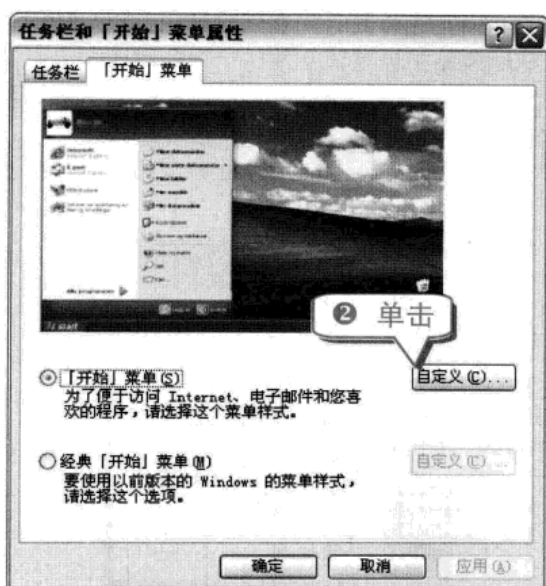 任务栏和「开始」菜单属性
任务栏 「开始」菜单
❷ 单击
「开始」菜单(S)
自定义(C)...
为了便于访问 Internet、电子邮件和您喜
欢的程序，请选择这个菜单样式。
经典「开始」菜单(M)
自定义(C)...
要使用以前版本的 Windows 的菜单样式，
请选择这个选项。
确定 取消 应用(A)